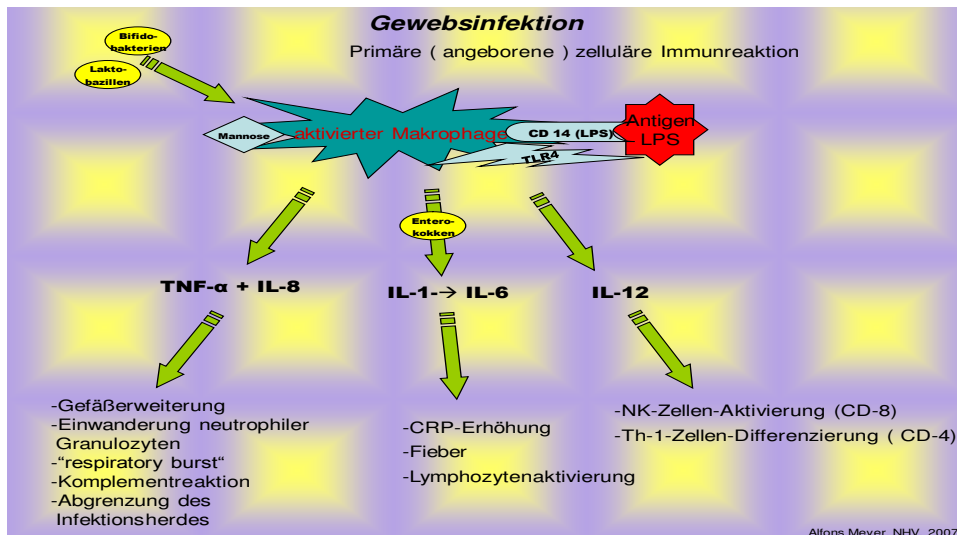 Gewebsinfektion
Primäre ( angeborene ) zelluläre Immunreaktion
Bifido-
bakterien
Lakto-
bazillen
Mannose
aktivierter Makrophage
CD 14 (LPS)
TLR4
Antigen
LPS
Entero-
kokken
TNF-α + IL-8
IL-1-→ IL-6
IL-12
-Gefäßerweiterung
-Einwanderung neutrophiler
Granulozyten
-“respiratory burst“
-Komplementreaktion
-Abgrenzung des
Infektionsherdes
-CRP-Erhöhung
-Fieber
-Lymphozytenaktivierung
-NK-Zellen-Aktivierung (CD-8)
-Th-1-Zellen-Differenzierung ( CD-4)
Alfons Meyer, NHV, 2007